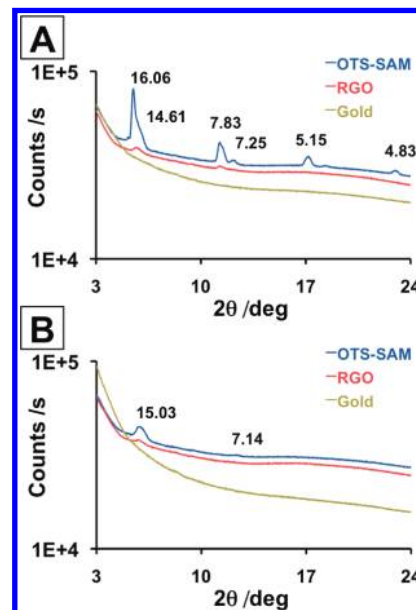 A
1E+5
16.06
14.61
7.83
7.25
5.15
4.83
OTS-SAM
RGO
Gold
Counts /s
1E+4
3
10
17
24
2θ /deg
B
1E+5
15.03
7.14
OTS-SAM
RGO
Gold
Counts /s
1E+4
3
10
17
24
2θ /deg